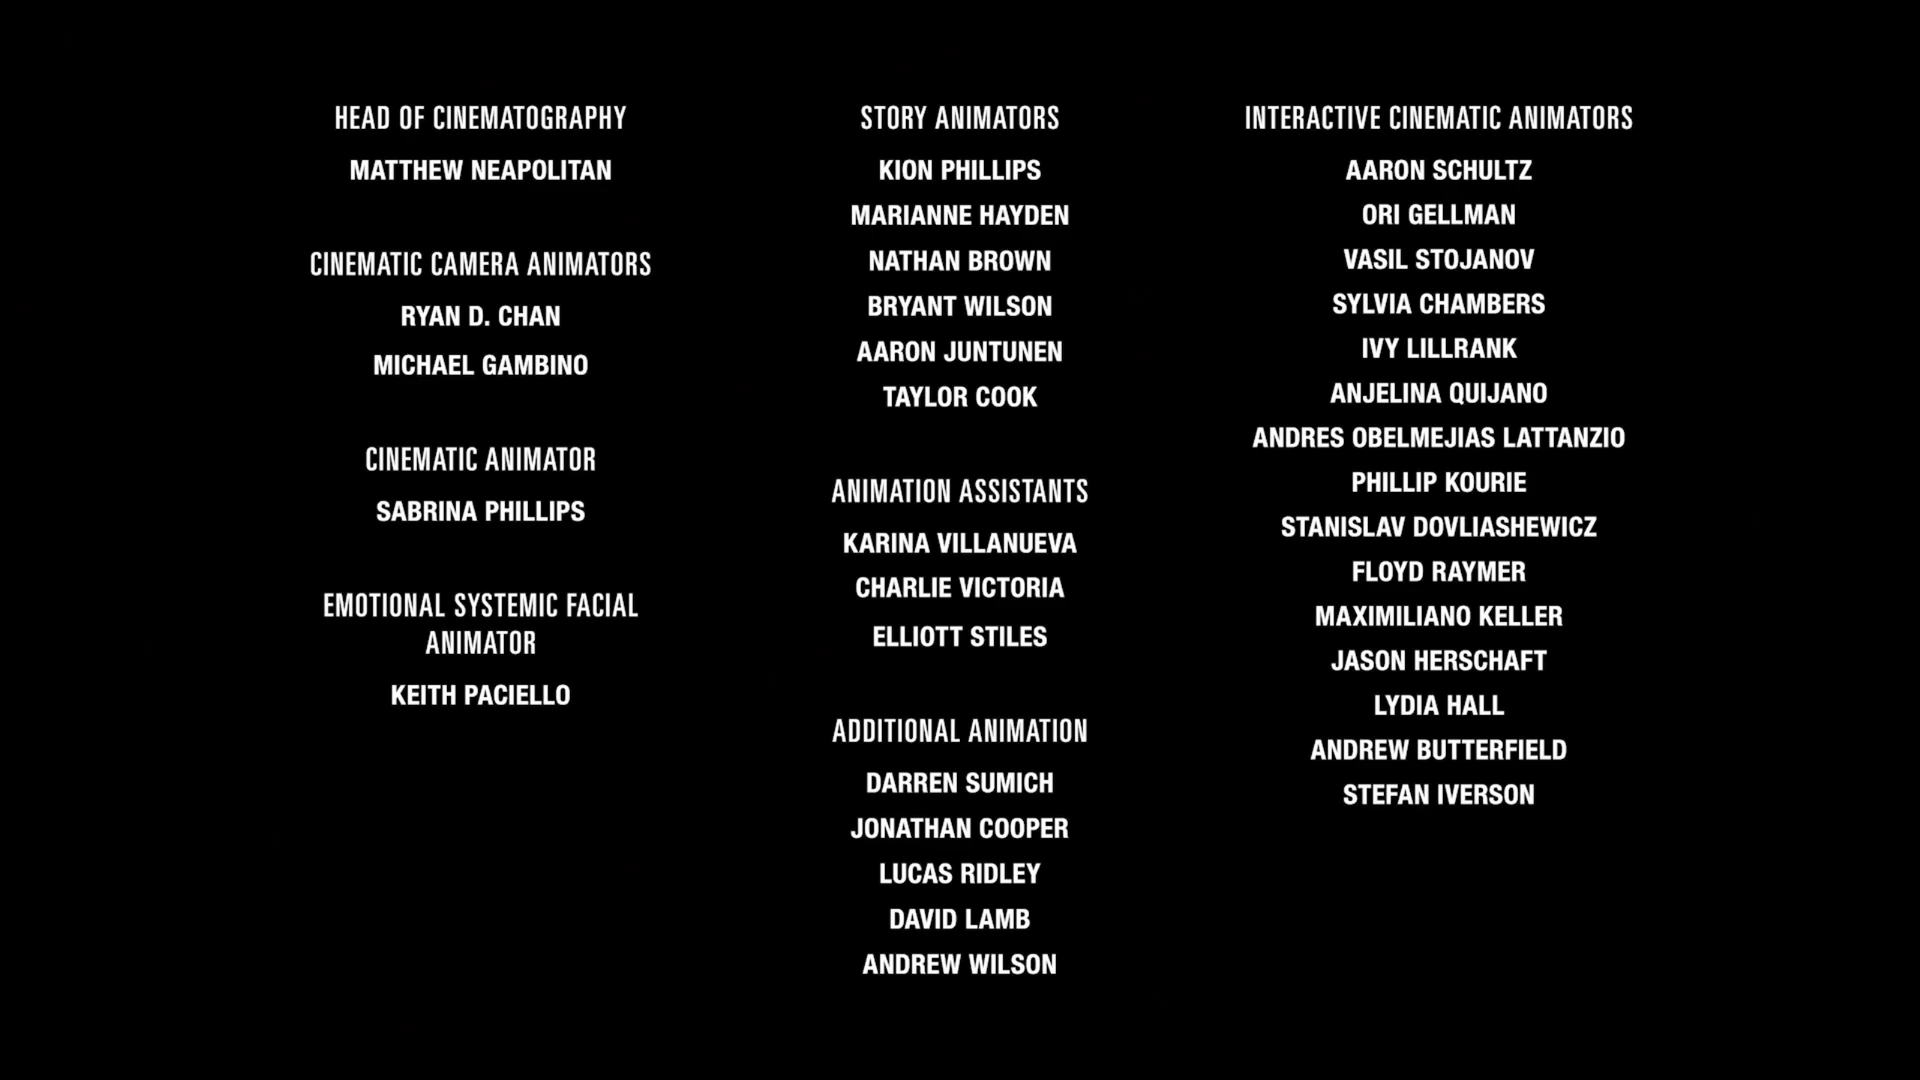 HEAD OF CINEMATOGRAPHY
MATTHEW NEAPOLITAN
CINEMATIC CAMERA ANIMATORS
RYAN D. CHAN
MICHAEL GAMBINO
CINEMATIC ANIMATOR
SABRINA PHILLIPS
EMOTIONAL SYSTEMIC FACIAL
ANIMATOR
KEITH PACIELLO
STORY ANIMATORS
KION PHILLIPS
MARIANNE HAYDEN
NATHAN BROWN
BRYANT WILSON
AARON JUNTUNEN
TAYLOR COOK
ANIMATION ASSISTANTS
KARINA VILLANUEVA
CHARLIE VICTORIA
ELLIOTT STILES
ADDITIONAL ANIMATION
DARREN SUMICH
JONATHAN COOPER
LUCAS RIDLEY
DAVID LAMB
ANDREW WILSON
INTERACTIVE CINEMATIC ANIMATORS
AARON SCHULTZ
ORI GELLMAN
VASIL STOJANOV
SYLVIA CHAMBERS
IVY LILLRANK
ANJELINA QUIJANO
ANDRES OBELMEJIAS LATTANZIO
PHILLIP KOURIE
STANISLAV DOVLIASHEWICZ
FLOYD RAYMER
MAXIMILIANO KELLER
JASON HERSCHAFT
LYDIA HALL
ANDREW BUTTERFIELD
STEFAN IVERSON